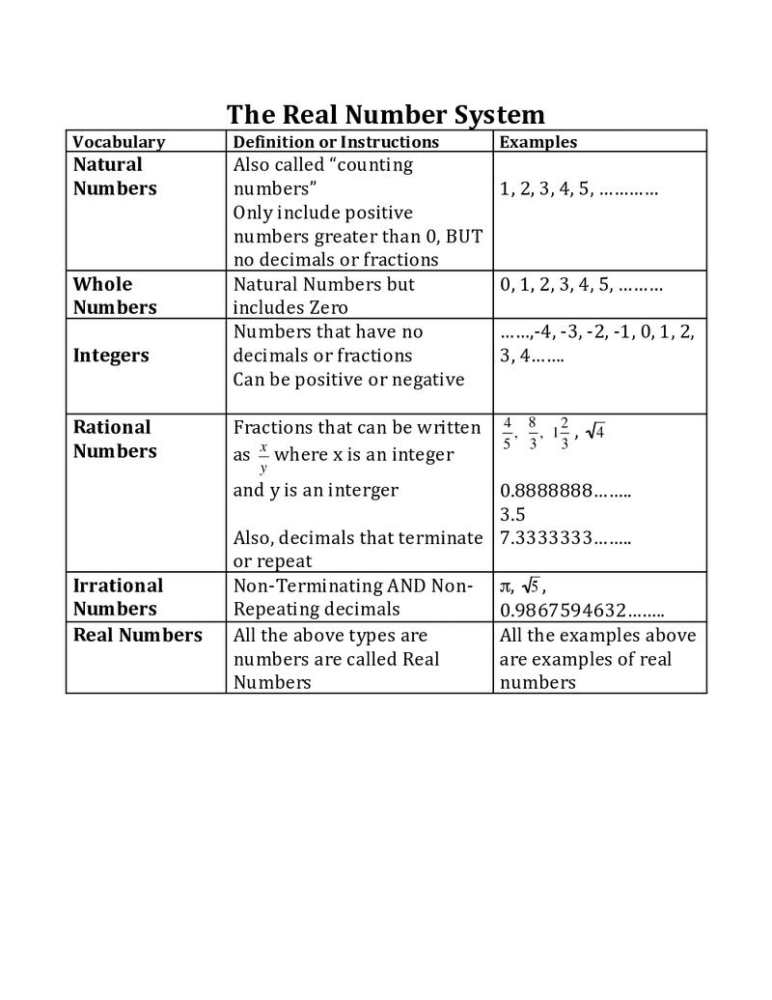 The Real Number System
Vocabulary
Definition or Instructions
Examples
Natural
Numbers
Also called “counting
numbers”
Only include positive
numbers greater than 0, BUT
no decimals or fractions
1, 2, 3, 4, 5, …………
Whole
Numbers
Natural Numbers but
includes Zero
0, 1, 2, 3, 4, 5, ………
Integers
Numbers that have no
decimals or fractions
Can be positive or negative
……,-4, -3, -2, -1, 0, 1, 2,
3, 4…….
Rational
Numbers
Fractions that can be written
as x/y where x is an integer
and y is an interger
Also, decimals that terminate
or repeat
4/5, 8/3, 1 2/3 , √4
0.8888888……..
3.5
7.3333333……..
Irrational
Numbers
Non-Terminating AND Non-
Repeating decimals
π, √5 ,
0.9867594632……..
Real Numbers
All the above types are
numbers are called Real
Numbers
All the examples above
are examples of real
numbers